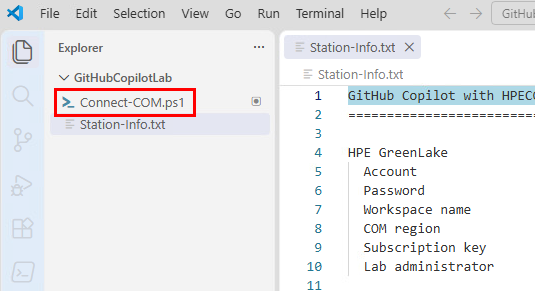 File Edit Selection View Go Run Terminal Help
GitHub
Explorer
GitHubCopilotLab
Connect-COM.ps1
Station-Info.txt
Station-Info.txt
Station-Info.txt
1 GitHub Copilot with HPECO
2 ==========================
3
4 HPE GreenLake
5 Account
6 Password
7 Workspace name
8 COM region
9 Subscription key
10 Lab administrator
11